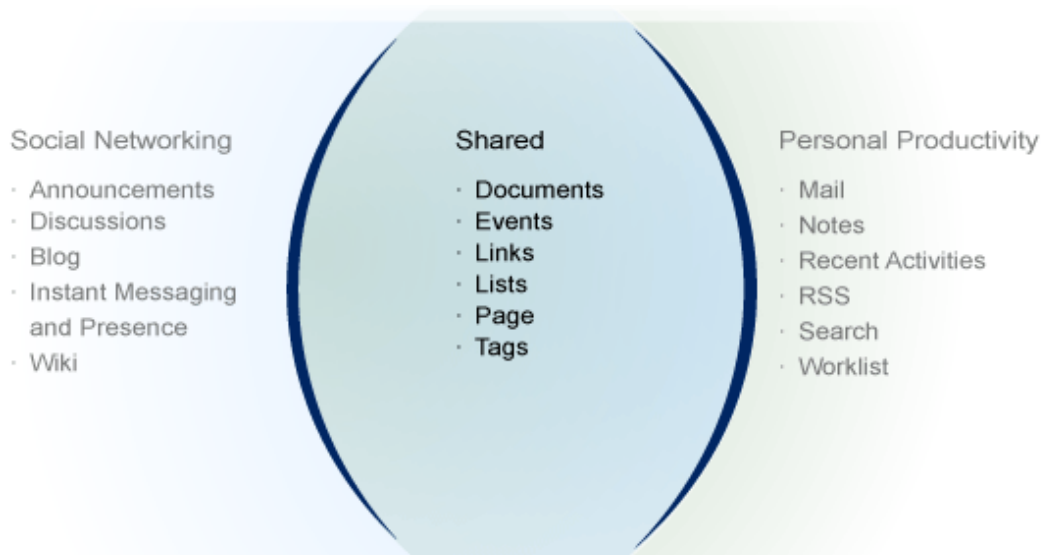 Social Networking
· Announcements
· Discussions
· Blog
· Instant Messaging
and Presence
· Wiki
Shared
· Documents
· Events
· Links
· Lists
· Page
· Tags
Personal Productivity
· Mail
· Notes
· Recent Activities
· RSS
· Search
· Worklist